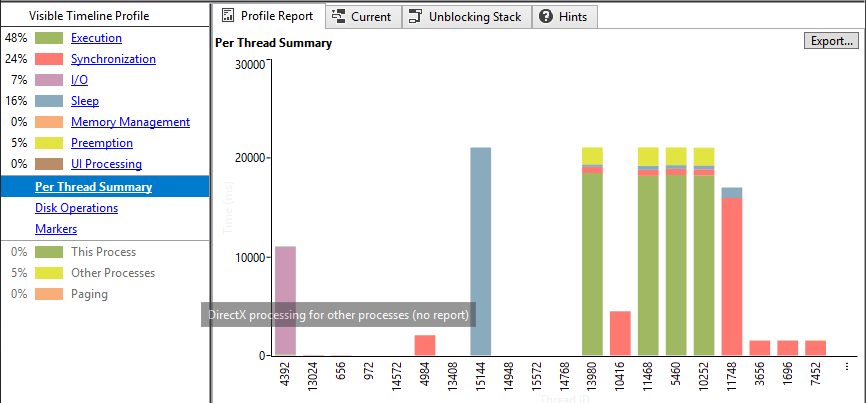 Visible Timeline Profile
48% Execution
24% Synchronization
7% I/O
16% Sleep
0% Memory Management
5% Preemption
0% UI Processing
Per Thread Summary
Disk Operations
Markers
0% This Process
5% Other Processes
0% Paging
Profile Report Current Unblocking Stack Hints
Per Thread Summary Export...
30000
20000
10000
0
Time (ms)
DirectX processing for other processes (no report)
4392 13024 656 972 14572 4984 13408 15144 14948 15572 14768 13980 10416 11468 5460 10252 11748 3656 1696 7452 ...
Thread ID